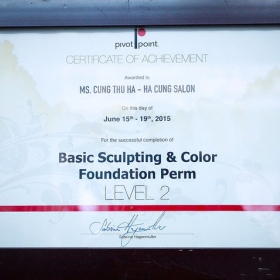 pivot point
CERTIFICATE OF ACHIEVEMENT
Awarded to
MS. CUNG THU HA - HA CUNG SALON
On this day of
June 15th - 19th, 2015
For the successful completion of
Basic Sculpting & Color
Foundation Perm
LEVEL 2